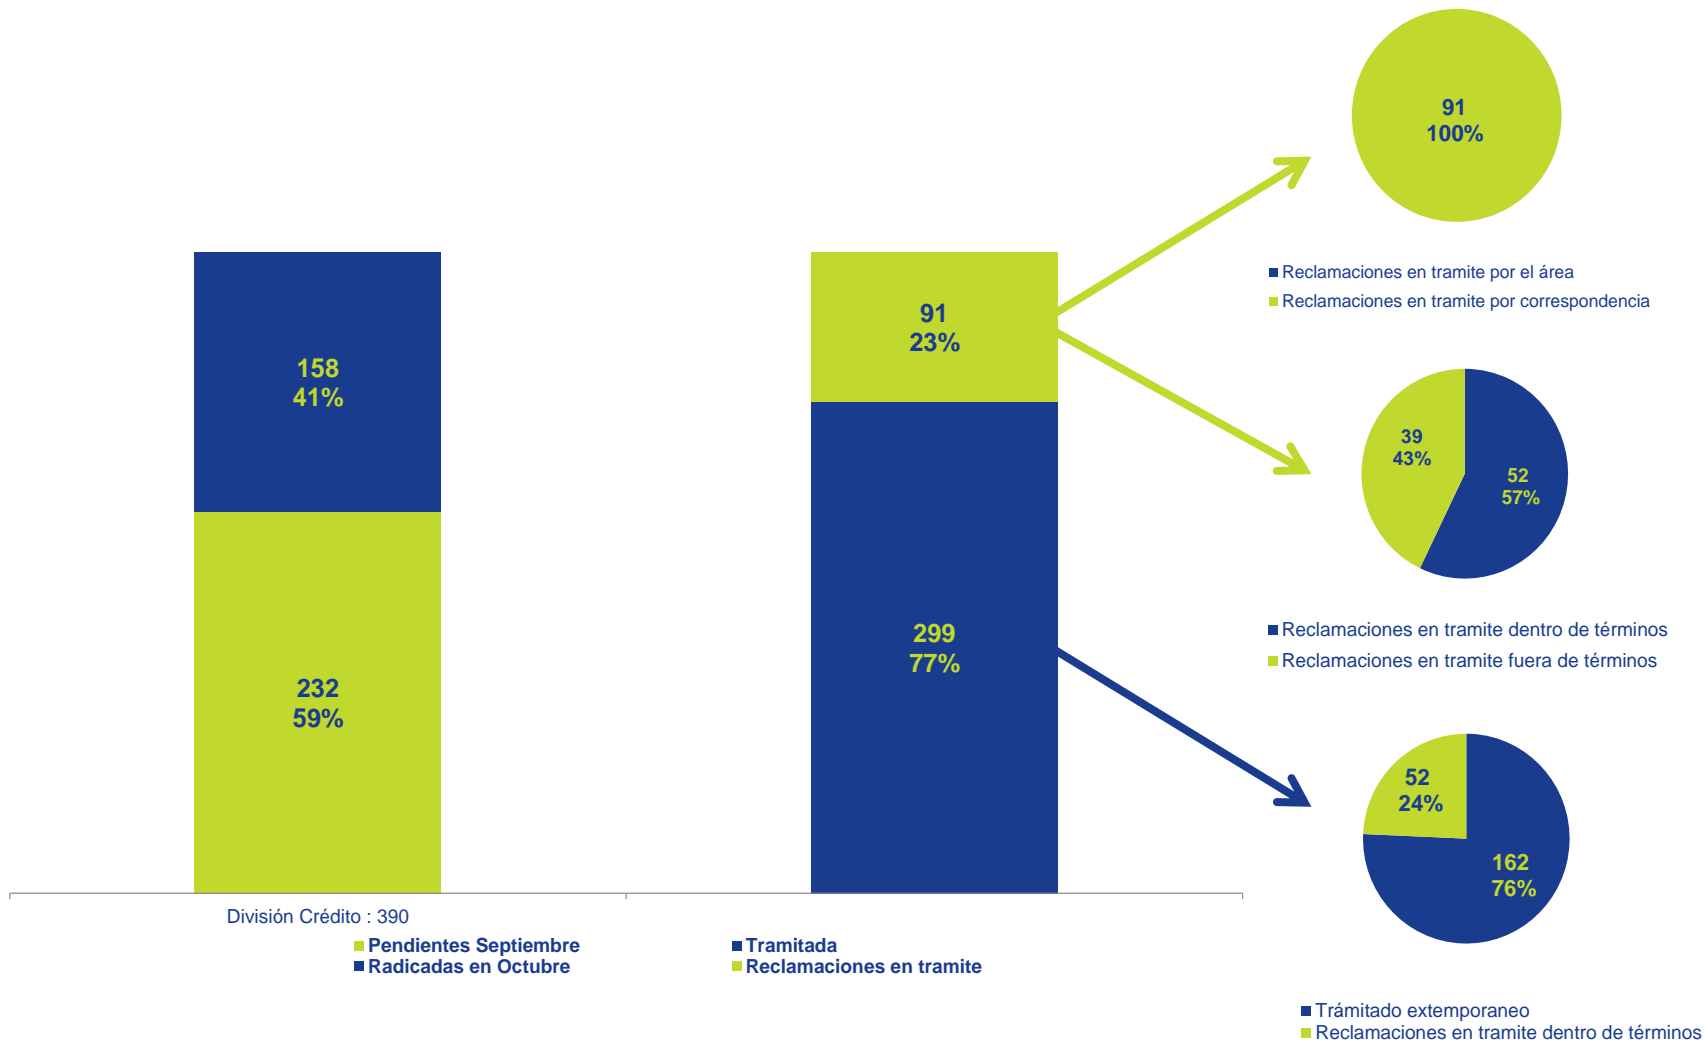 158
41%
232
59%
División Crédito : 390
91
23%
299
77%
Pendientes Septiembre
Radicadas en Octubre
Tramitada
Reclamaciones en tramite
91
100%
Reclamaciones en tramite por el área
Reclamaciones en tramite por correspondencia
39
43%
52
57%
Reclamaciones en tramite dentro de términos
Reclamaciones en tramite fuera de términos
52
24%
162
76%
Trámitado extemporaneo
Reclamaciones en tramite dentro de términos